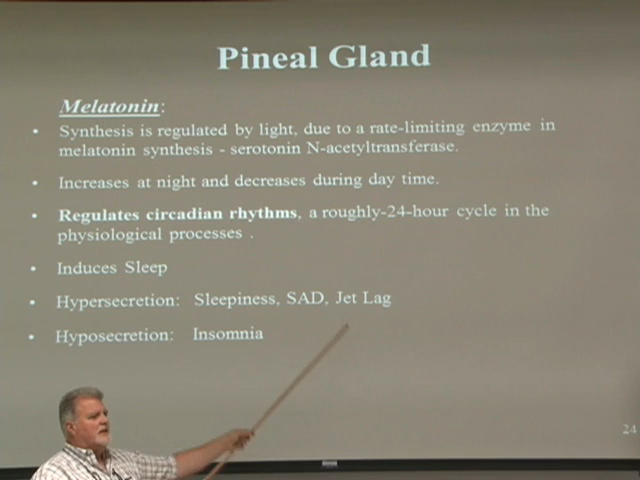 Pineal Gland
Melatonin:
• Synthesis is regulated by light, due to a rate-limiting enzyme in
melatonin synthesis - serotonin N-acetyltransferase.
• Increases at night and decreases during day time.
• Regulates circadian rhythms, a roughly-24-hour cycle in the
physiological processes .
• Induces Sleep
• Hypersecretion: Sleepiness, SAD, Jet Lag
• Hyposecretion: Insomnia
24